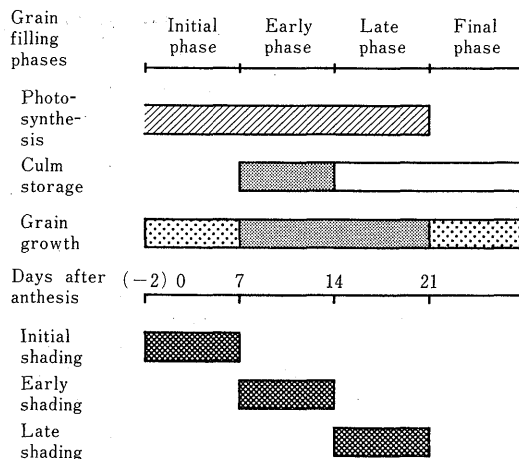 Grain filling phases
Initial phase
Early phase
Late phase
Final phase
Photo-
synthe-
sis
Culm
storage
Grain
growth
Days after
anthesis
(−2) 0 7 14 21
Initial
shading
Early
shading
Late
shading